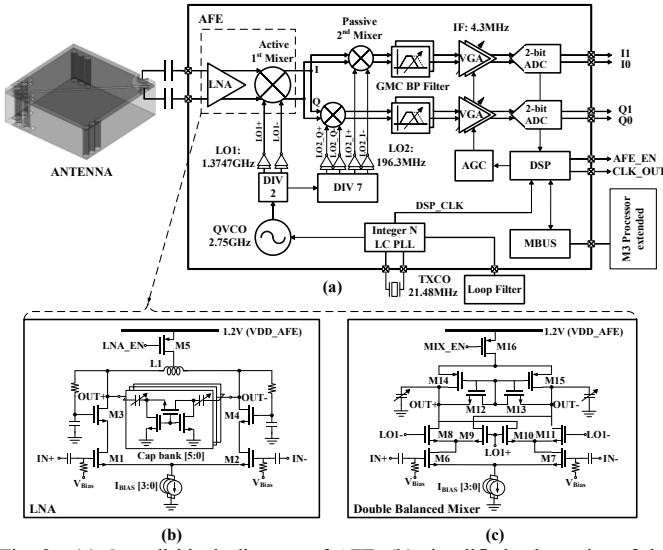 AFE
Passive
2nd Mixer
IF: 4.3MHz
Active
1st Mixer
LNA
I
Q
GMC BP Filter
VGA
2-bit
ADC
I1
I0
VGA
2-bit
ADC
Q1
Q0
ANTENNA
LO1:
1.3747GHz
LO1+
LO1-
LO2_Q+
LO2_Q-
LO2_I+
LO2_I-
LO2:
196.3MHz
DIV
2
DIV 7
AGC
DSP
AFE_EN
CLK_OUT
QVCO
2.75GHz
DSP_CLK
Integer N
LC PLL
MBUS
M3 Processor
extended
(a)
TXCO
21.48MHz
Loop Filter
1.2V (VDD_AFE)
LNA_EN
M5
L1
OUT+
OUT-
M3
M4
Cap bank [5:0]
IN+
M1
M2
IN-
VBias
VBias
IBIAS [3:0]
LNA
(b)
1.2V (VDD_AFE)
MIX_EN
M16
M14
M15
M12
M13
OUT+
OUT-
LO1-
M8
M9
M10
M11
LO1-
LO1+
IN+
M6
M7
IN-
VBias
VBias
IBIAS [3:0]
Double Balanced Mixer
(c)